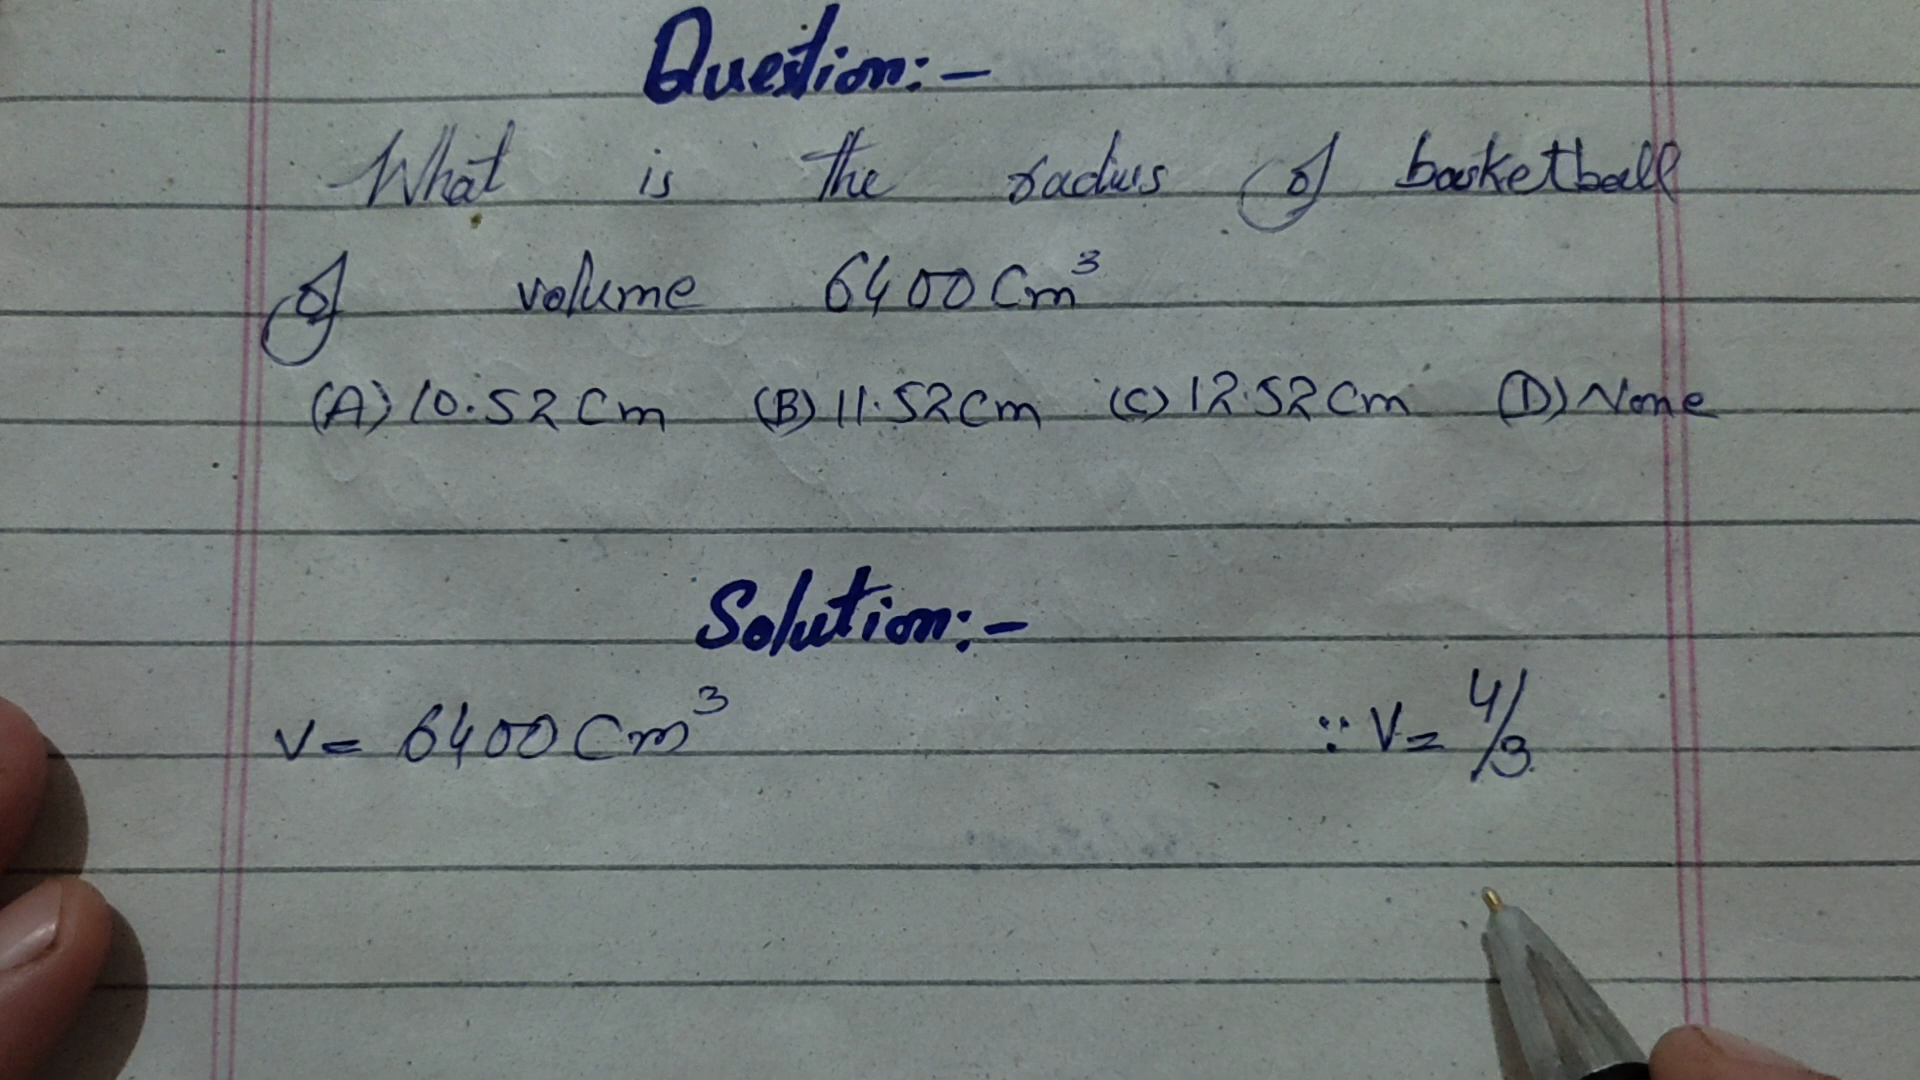 Question:-
What is the radius of basketball
of volume 6400 Cm³
(A) 10.52 Cm (B) 11.52 Cm (C) 12.52 Cm (D) None
Solution:-
V = 6400 Cm³ ∵ V = 4/3